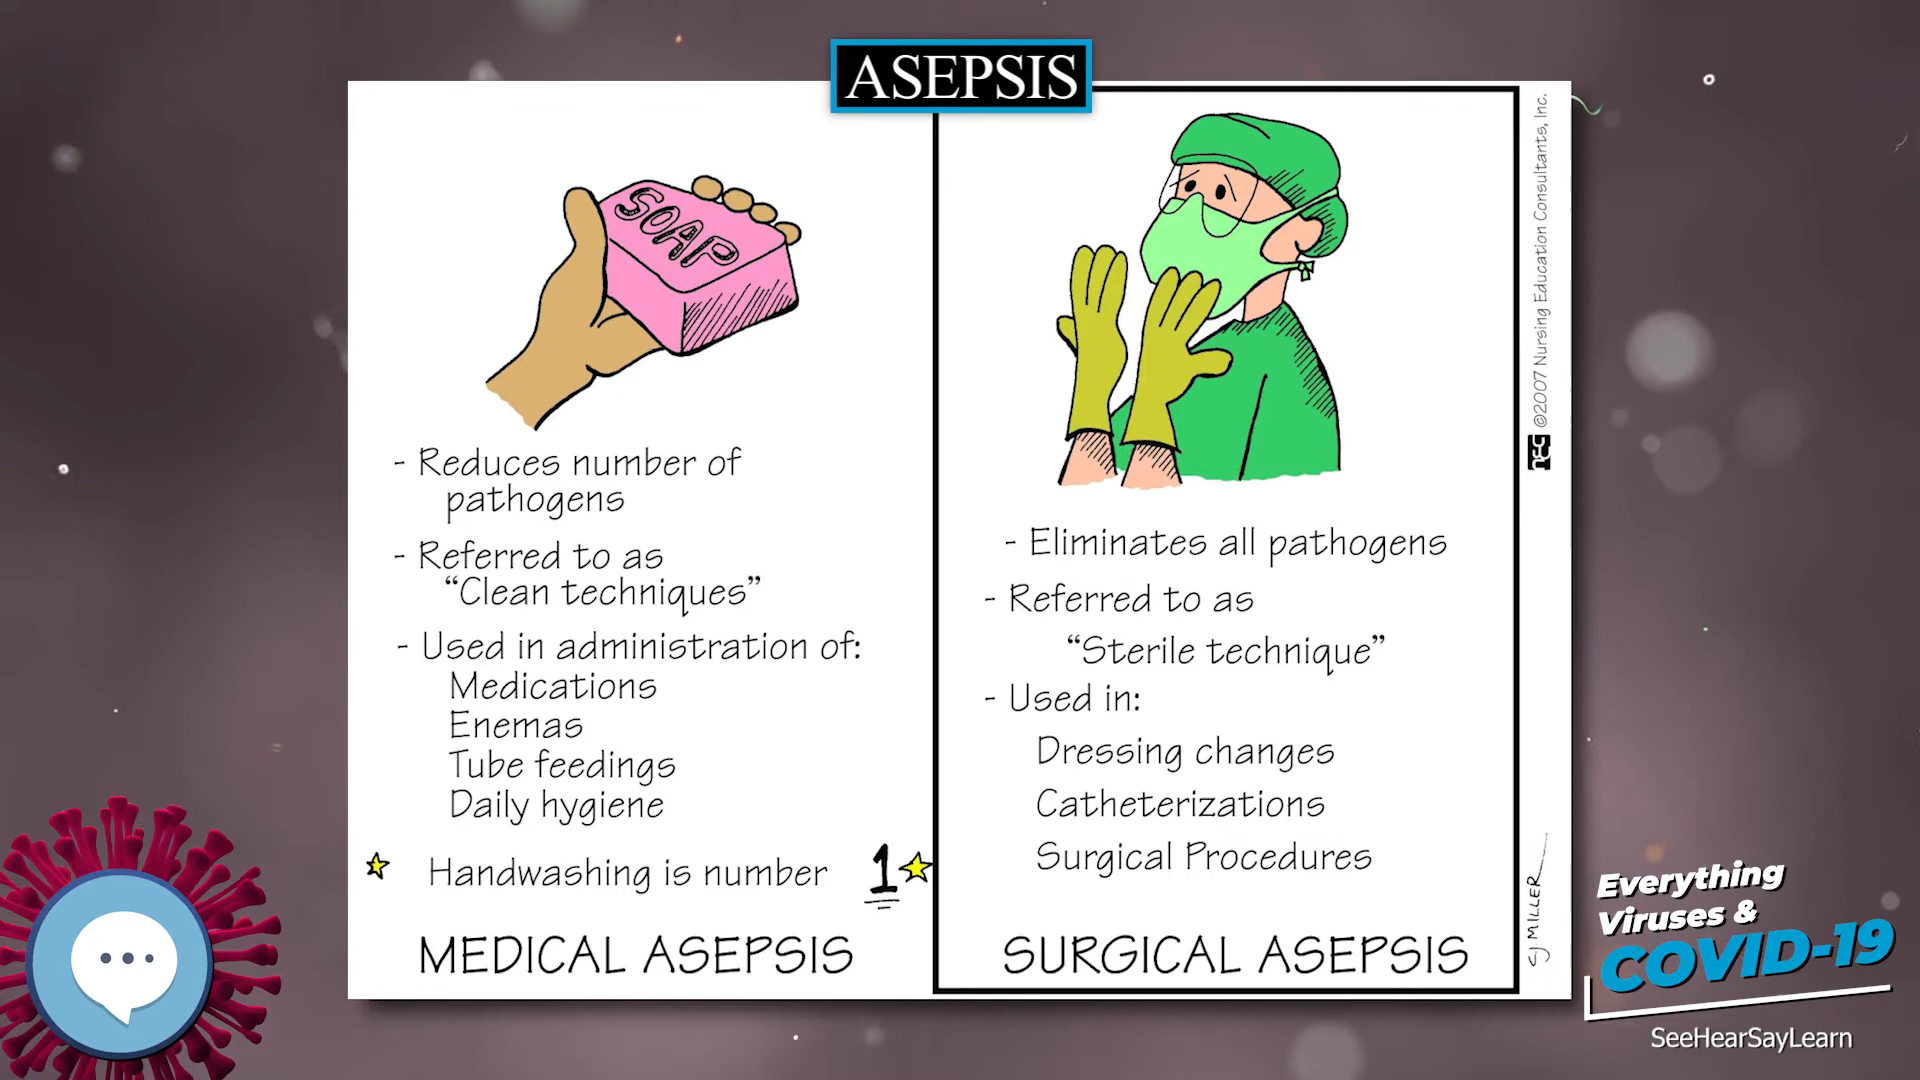 ASEPSIS
SOAP
- Reduces number of
pathogens
- Referred to as
“Clean techniques”
- Used in administration of:
Medications
Enemas
Tube feedings
Daily hygiene
Handwashing is number 1
MEDICAL ASEPSIS
- Eliminates all pathogens
- Referred to as
“Sterile technique”
- Used in:
Dressing changes
Catheterizations
Surgical Procedures
SURGICAL ASEPSIS
©2007 Nursing Education Consultants, Inc.
nec
SJ MILLER
Everything
Viruses &
COVID-19
SeeHearSayLearn